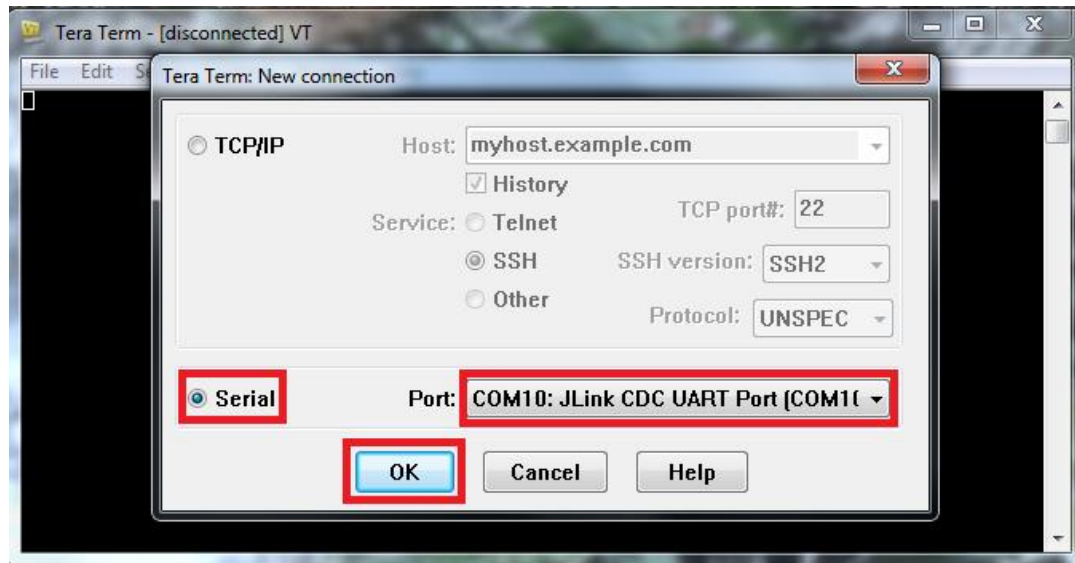 Tera Term - [disconnected] VT
File Edit
Tera Term: New connection
TCP/IP Host: myhost.example.com
History
Service: Telnet TCP port#: 22
SSH SSH version: SSH2
Other Protocol: UNSPEC
Serial Port: COM10: JLink CDC UART Port (COM10
OK Cancel Help